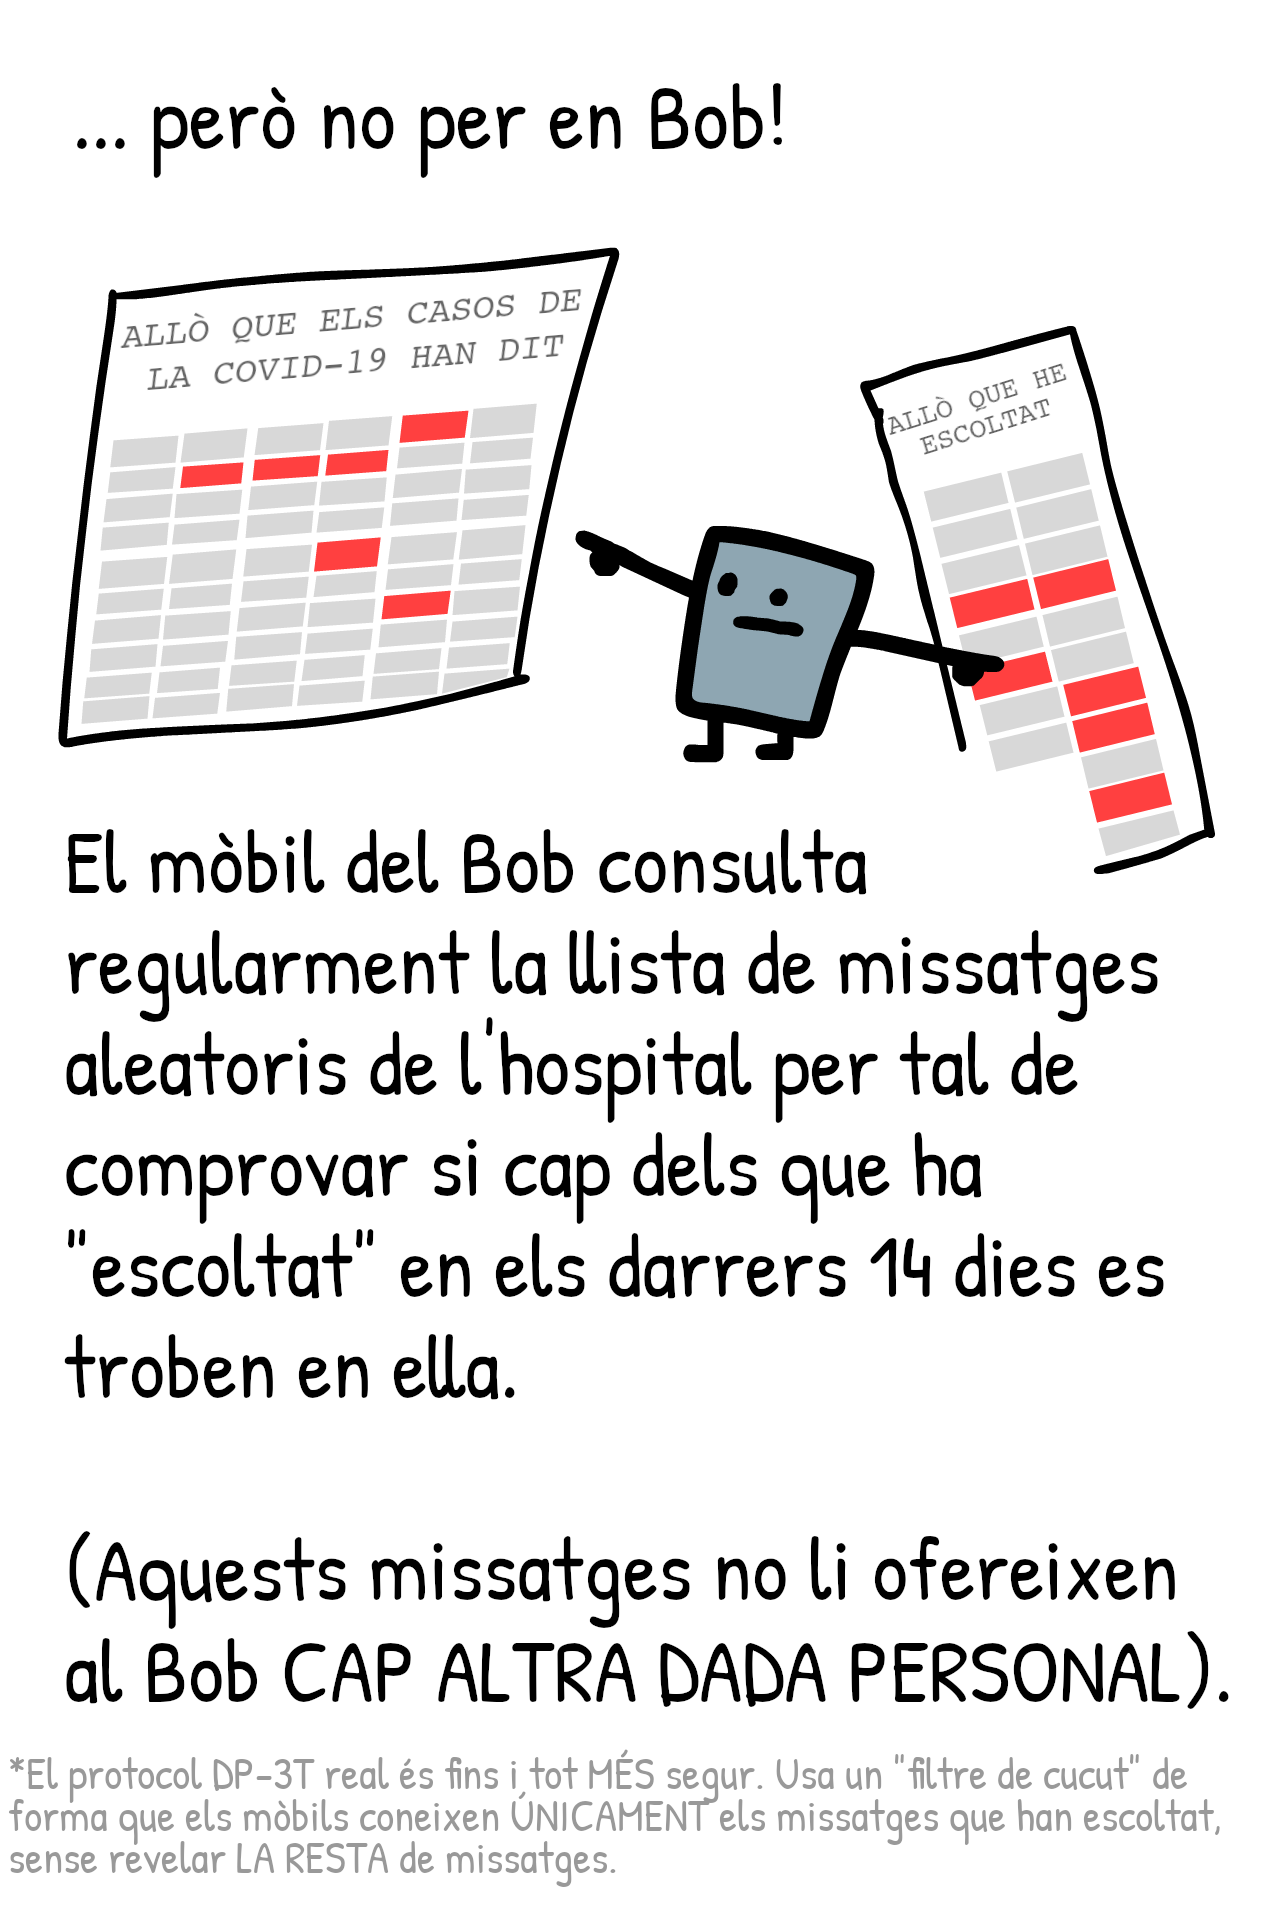 ... però no per en Bob!
ALLÒ QUE ELS CASOS DE
LA COVID-19 HAN DIT
ALLÒ QUE HE
ESCOLTAT
El mòbil del Bob consulta
regularment la llista de missatges
aleatoris de l'hospital per tal de
comprovar si cap dels que ha
"escoltat" en els darrers 14 dies es
troben en ella.
(Aquests missatges no li ofereixen
al Bob CAP ALTRA DADA PERSONAL).
*El protocol DP-3T real és fins i tot MÉS segur. Usa un "filtre de cucut" de
forma que els mòbils coneixen ÚNICAMENT els missatges que han escoltat,
sense revelar LA RESTA de missatges.